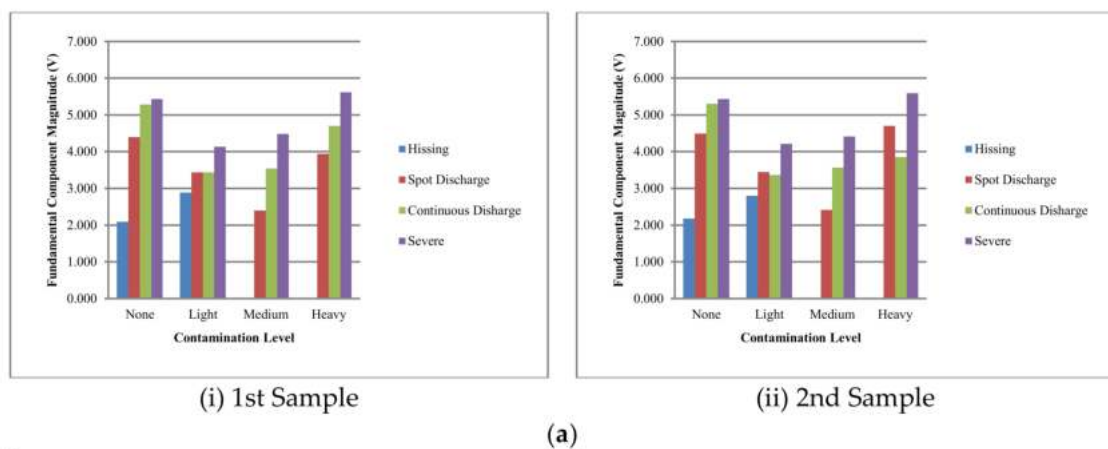 Fundamental Component Magnitude (V)
7.000
6.000
5.000
4.000
3.000
2.000
1.000
0.000
None Light Medium Heavy
Contamination Level
Hissing
Spot Discharge
Continuous Disharge
Severe
(i) 1st Sample
Fundamental Component Magnitude (V)
7.000
6.000
5.000
4.000
3.000
2.000
1.000
0.000
None Light Medium Heavy
Contamination Level
Hissing
Spot Discharge
Continuous Disharge
Severe
(ii) 2nd Sample
(a)